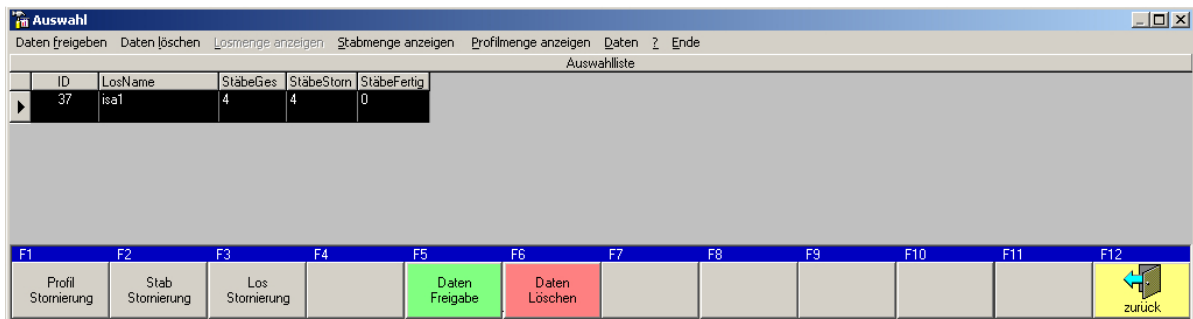 Auswahl
Daten freigeben Daten löschen Losmenge anzeigen Stabmenge anzeigen Profilmenge anzeigen Daten ? Ende
Auswahlliste
ID LosName StäbeGes StäbeStorn StäbeFertig
37 isa1 4 4 0
F1 F2 F3 F4 F5 F6 F7 F8 F9 F10 F11 F12
Profil Stornierung
Stab Stornierung
Los Stornierung
Daten Freigabe
Daten Löschen
zurück